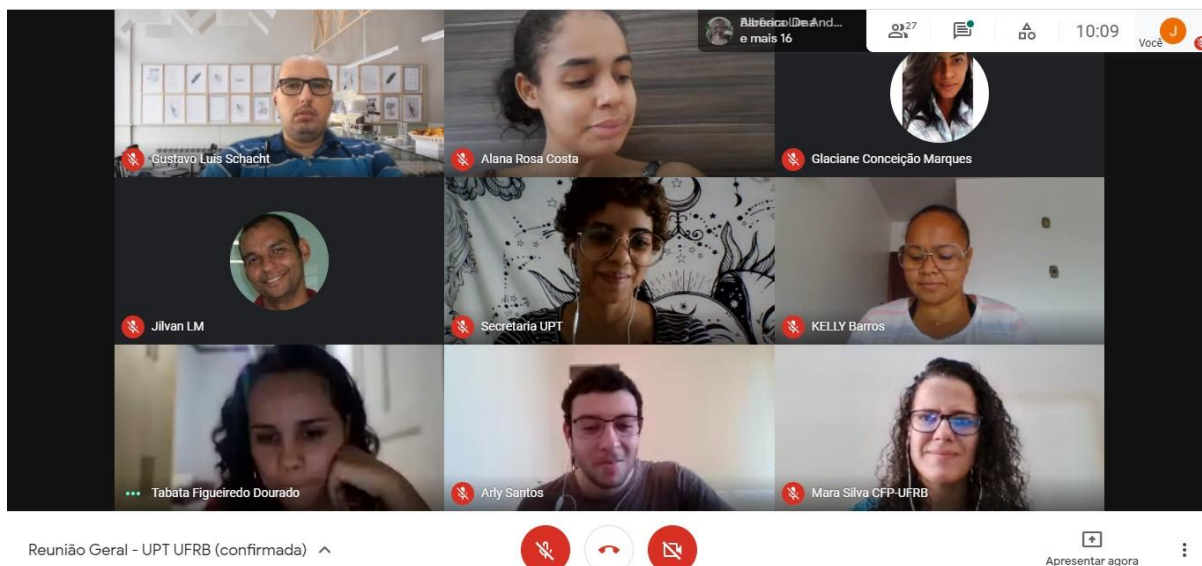 e mais 16
27
10:09
Você
J
Gustavo Luis Schacht
Alana Rosa Costa
Glaciane Conceição Marques
Jilvan LM
Secretaria UPT
KELLY Barros
Tabata Figueiredo Dourado
Arly Santos
Mara Silva CFP-UFRB
Reunião Geral - UPT UFRB (confirmada)
Apresentar agora